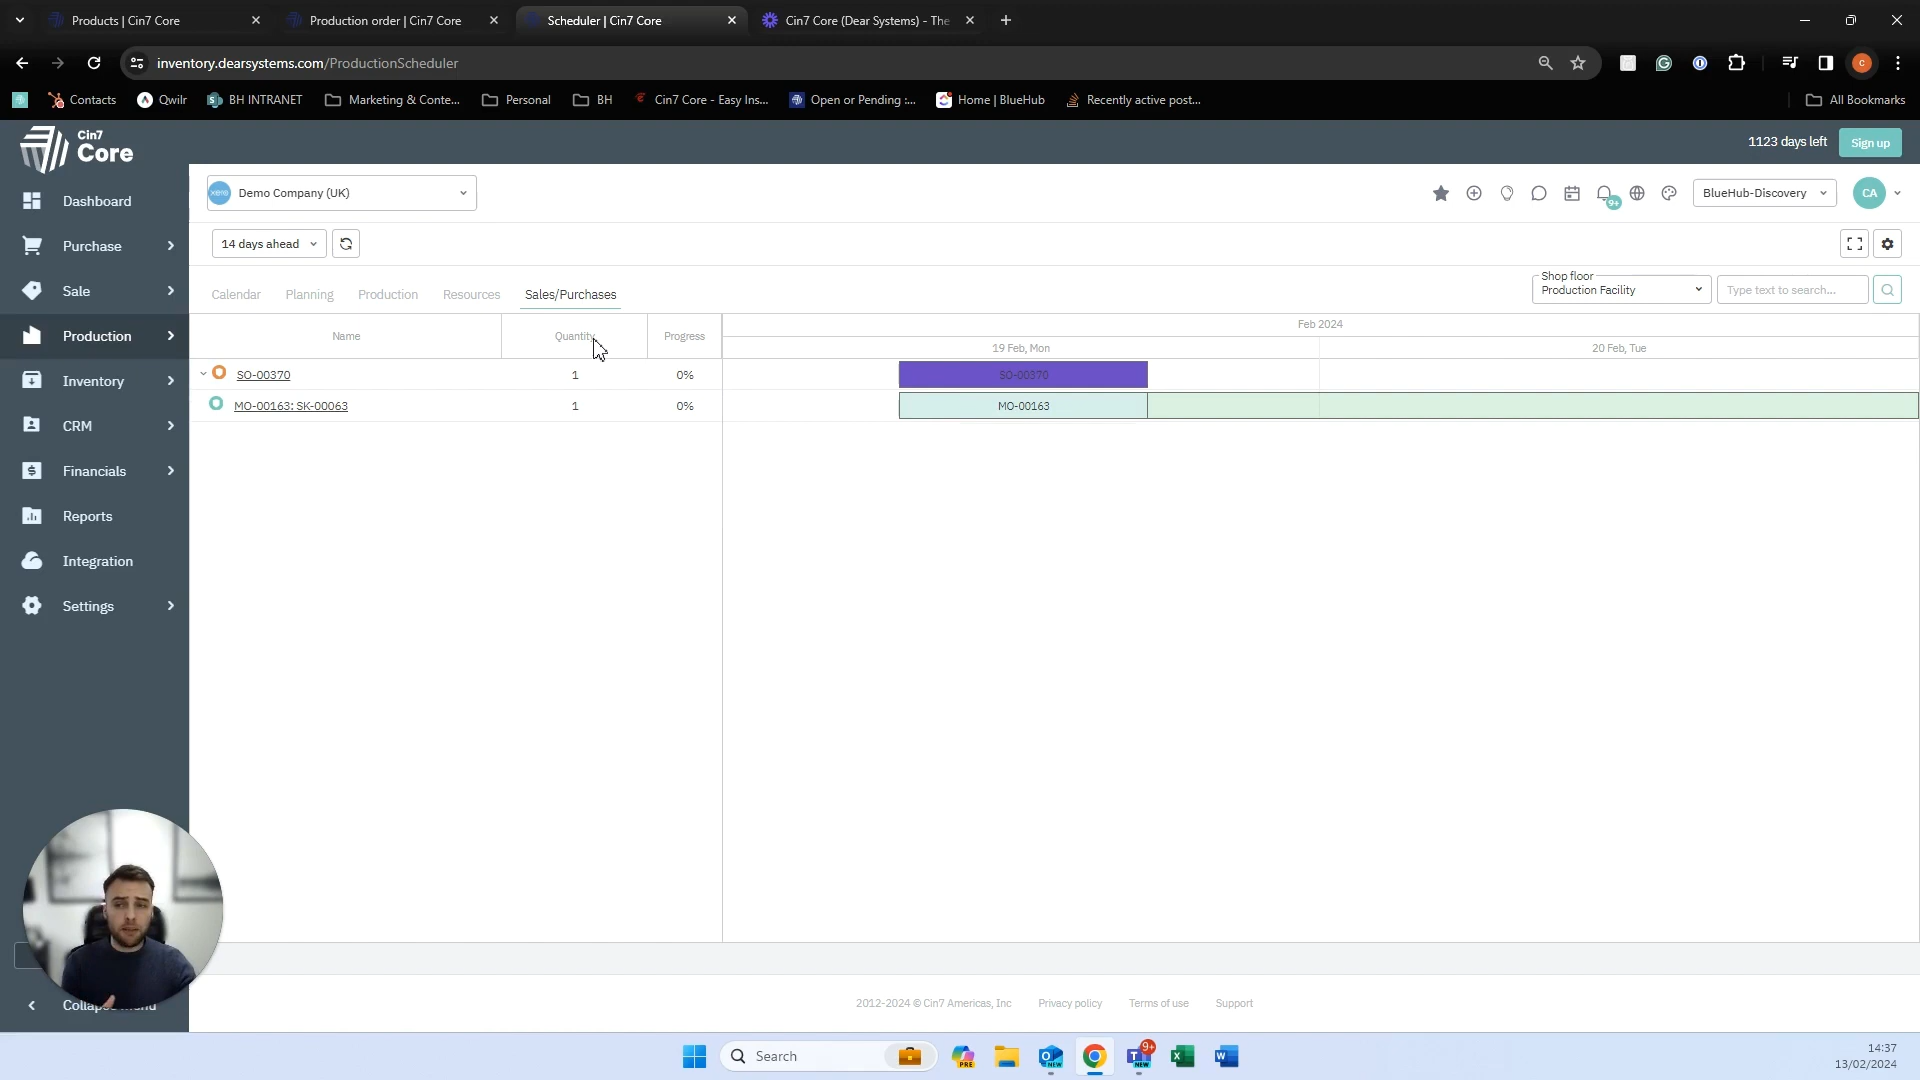 Products | Cin7 Core
Production order | Cin7 Core
Scheduler | Cin7 Core
Cin7 Core (Dear Systems) - The
inventory.dearsystems.com/ProductionScheduler
C
Contacts
Qwilr
BH INTRANET
Marketing & Conte...
Personal
BH
Cin7 Core - Easy Ins...
Open or Pending :...
Home | BlueHub
Recently active post...
All Bookmarks
Cin7
Core
1123 days left
Sign up
Dashboard
Purchase
Sale
Production
Inventory
CRM
Financials
Reports
Integration
Settings
xero
Demo Company (UK)
9+
BlueHub-Discovery
CA
14 days ahead
Calendar
Planning
Production
Resources
Sales/Purchases
Shop floor
Production Facility
Type text to search...
Name
Quantity
Progress
Feb 2024
19 Feb, Mon
20 Feb, Tue
SO-00370
1
0%
SO-00370
MO-00163: SK-00063
1
0%
MO-00163
2012-2024 © Cin7 Americas, Inc
Privacy policy
Terms of use
Support
Search
PRE
NEW
9+
NEW
14:37
13/02/2024